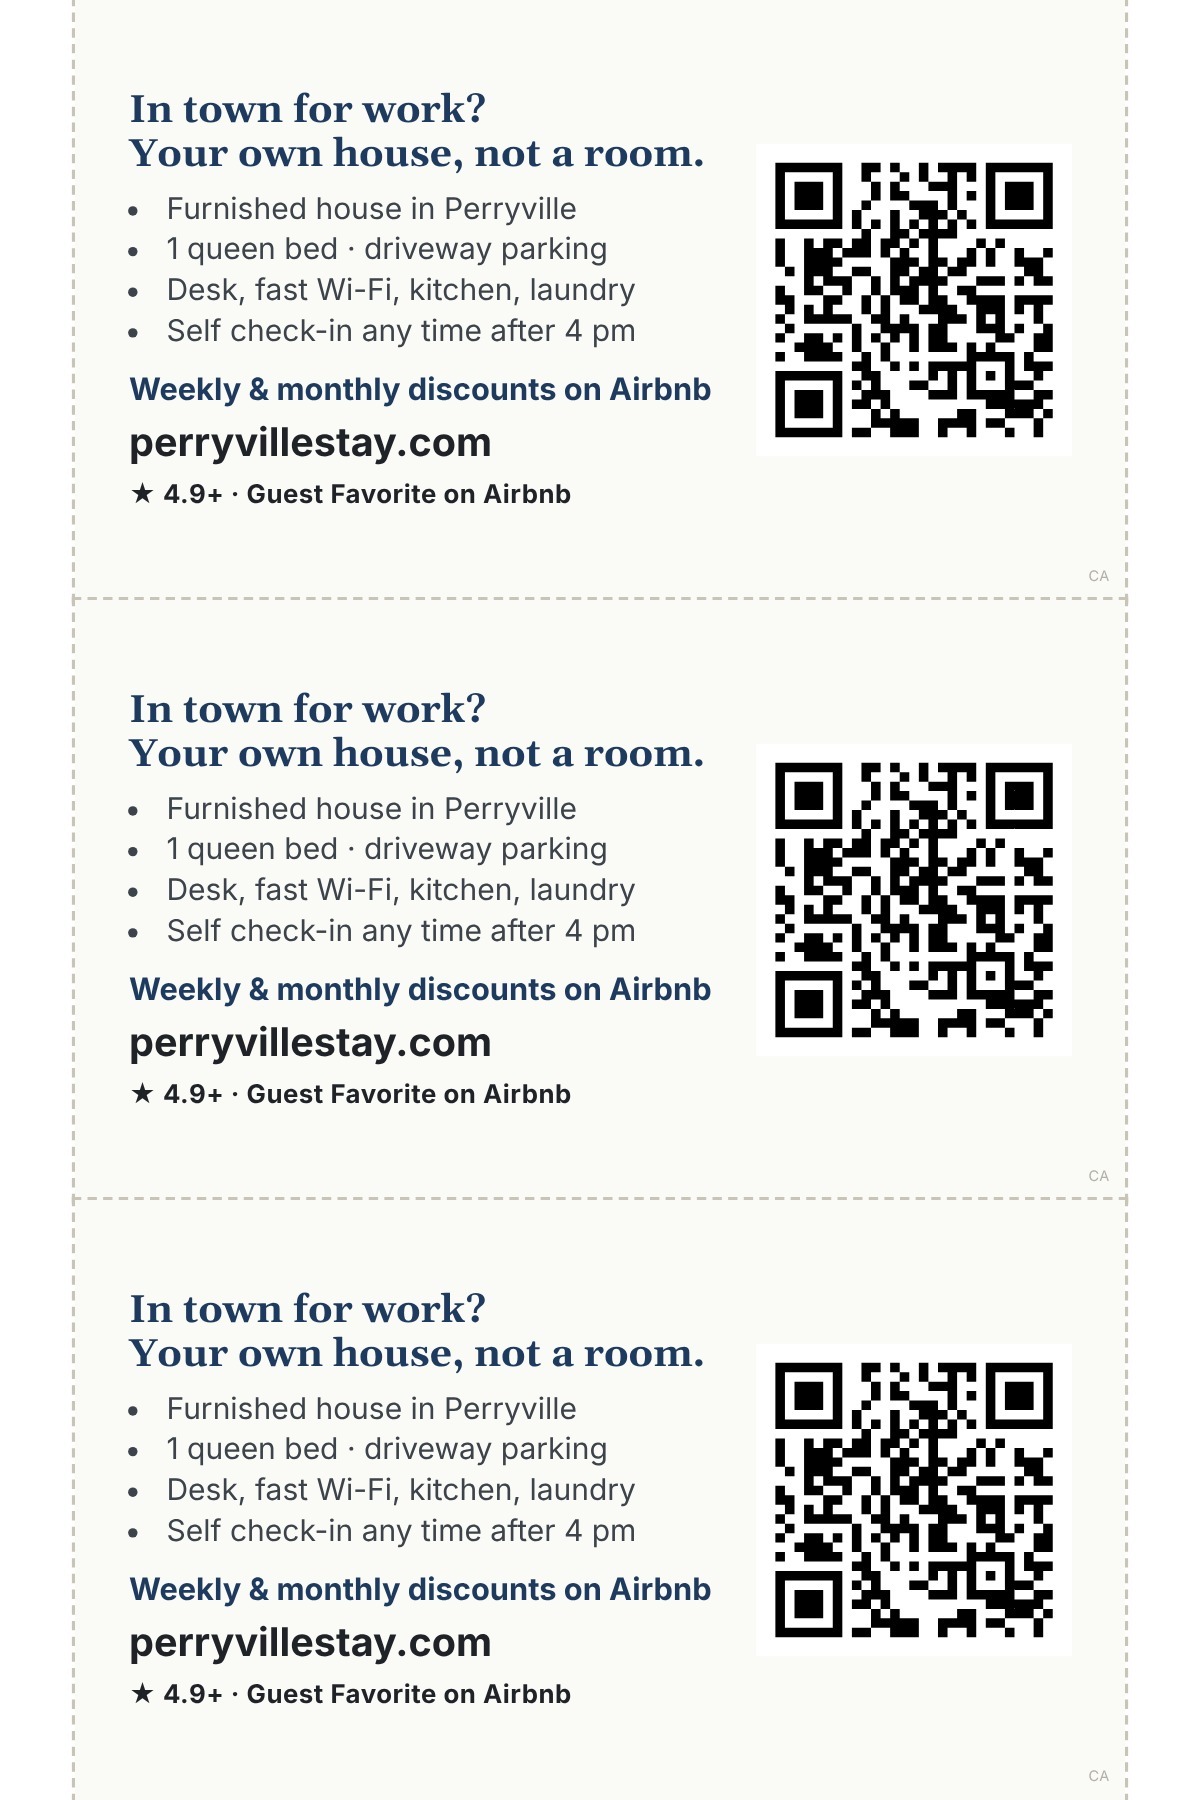 In town for work?
Your own house, not a room.
• Furnished house in Perryville
• 1 queen bed · driveway parking
• Desk, fast Wi-Fi, kitchen, laundry
• Self check-in any time after 4 pm
Weekly & monthly discounts on Airbnb
perryvillestay.com
★ 4.9+ · Guest Favorite on Airbnb
CA
In town for work?
Your own house, not a room.
• Furnished house in Perryville
• 1 queen bed · driveway parking
• Desk, fast Wi-Fi, kitchen, laundry
• Self check-in any time after 4 pm
Weekly & monthly discounts on Airbnb
perryvillestay.com
★ 4.9+ · Guest Favorite on Airbnb
CA
In town for work?
Your own house, not a room.
• Furnished house in Perryville
• 1 queen bed · driveway parking
• Desk, fast Wi-Fi, kitchen, laundry
• Self check-in any time after 4 pm
Weekly & monthly discounts on Airbnb
perryvillestay.com
★ 4.9+ · Guest Favorite on Airbnb
CA